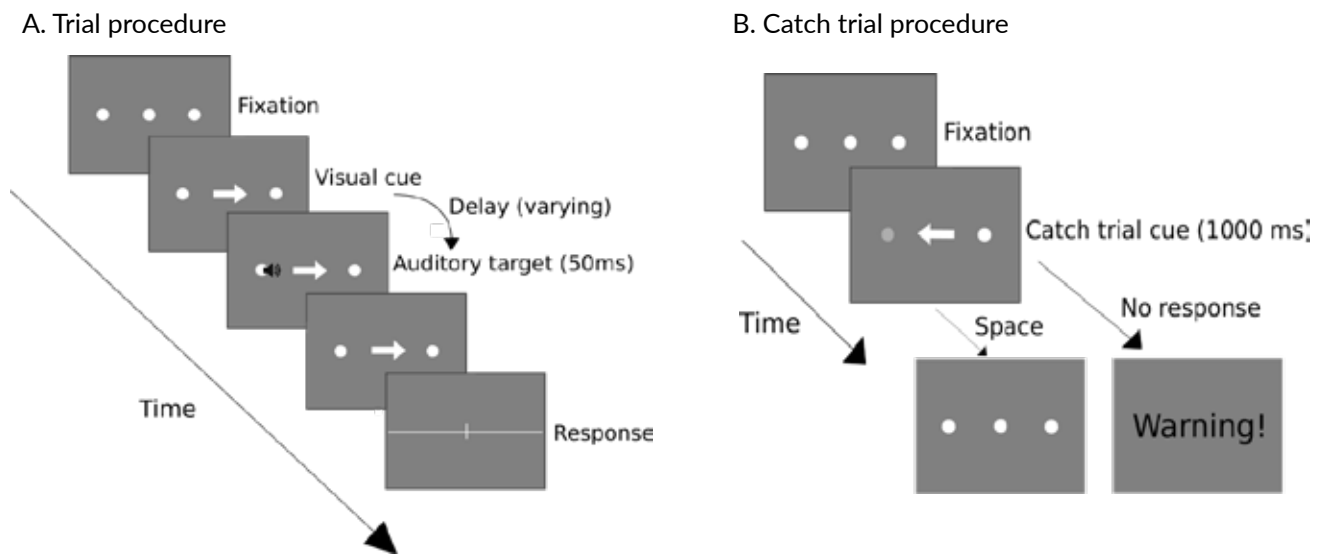 A. Trial procedure
Fixation
Visual cue
Delay (varying)
Auditory target (50ms)
Time
Response
B. Catch trial procedure
Fixation
Catch trial cue (1000 ms)
No response
Space
Time
Warning!